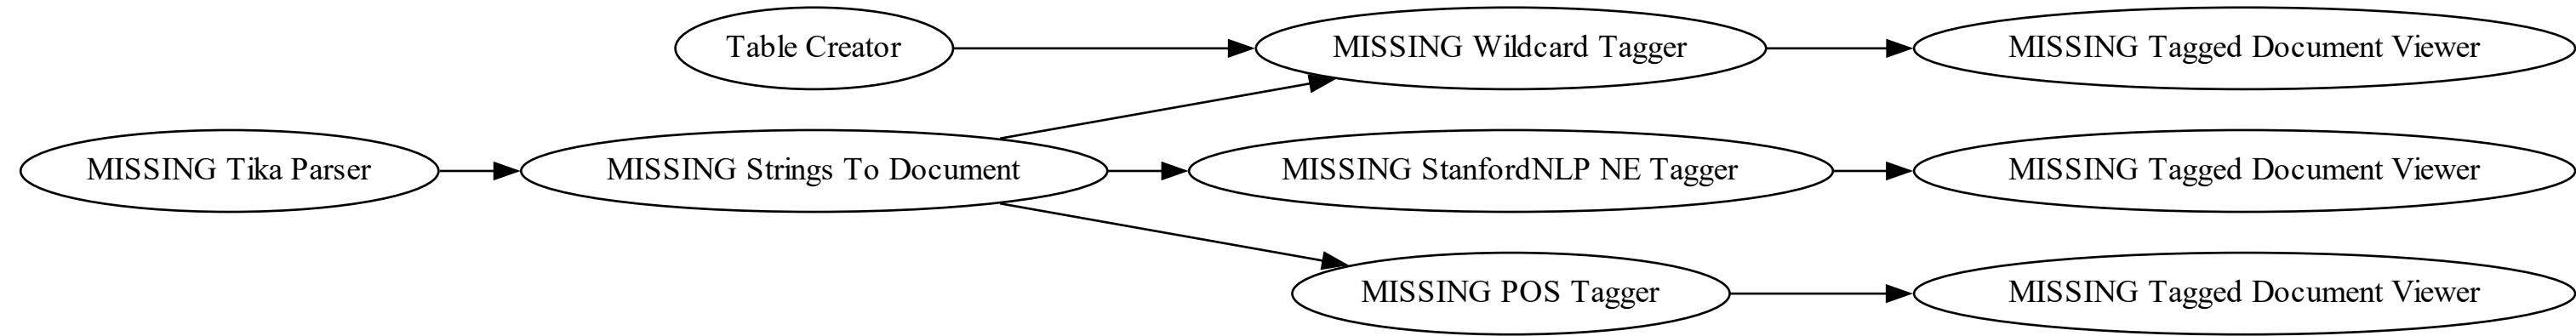 Table Creator
MISSING Wildcard Tagger
MISSING Tagged Document Viewer
MISSING Tika Parser
MISSING Strings To Document
MISSING StanfordNLP NE Tagger
MISSING Tagged Document Viewer
MISSING POS Tagger
MISSING Tagged Document Viewer